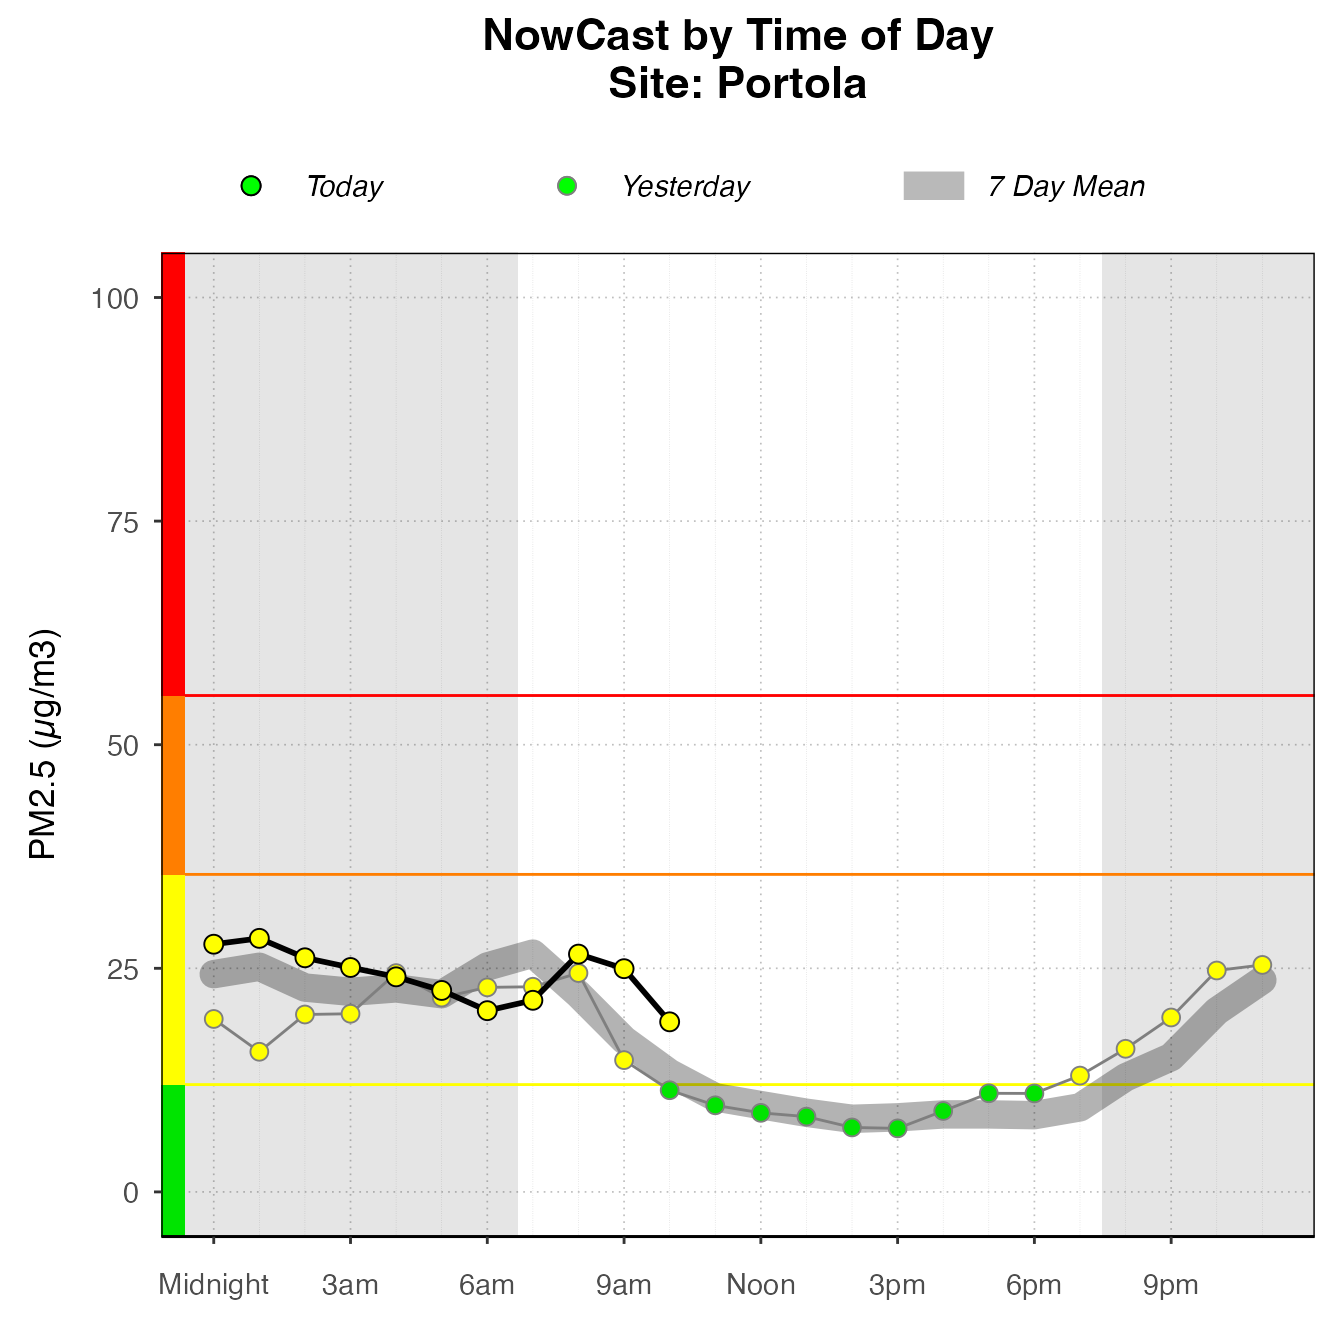 NowCast by Time of Day
Site: Portola
Today
Yesterday
7 Day Mean
PM2.5 (µg/m3)
100
75
50
25
0
Midnight
3am
6am
9am
Noon
3pm
6pm
9pm